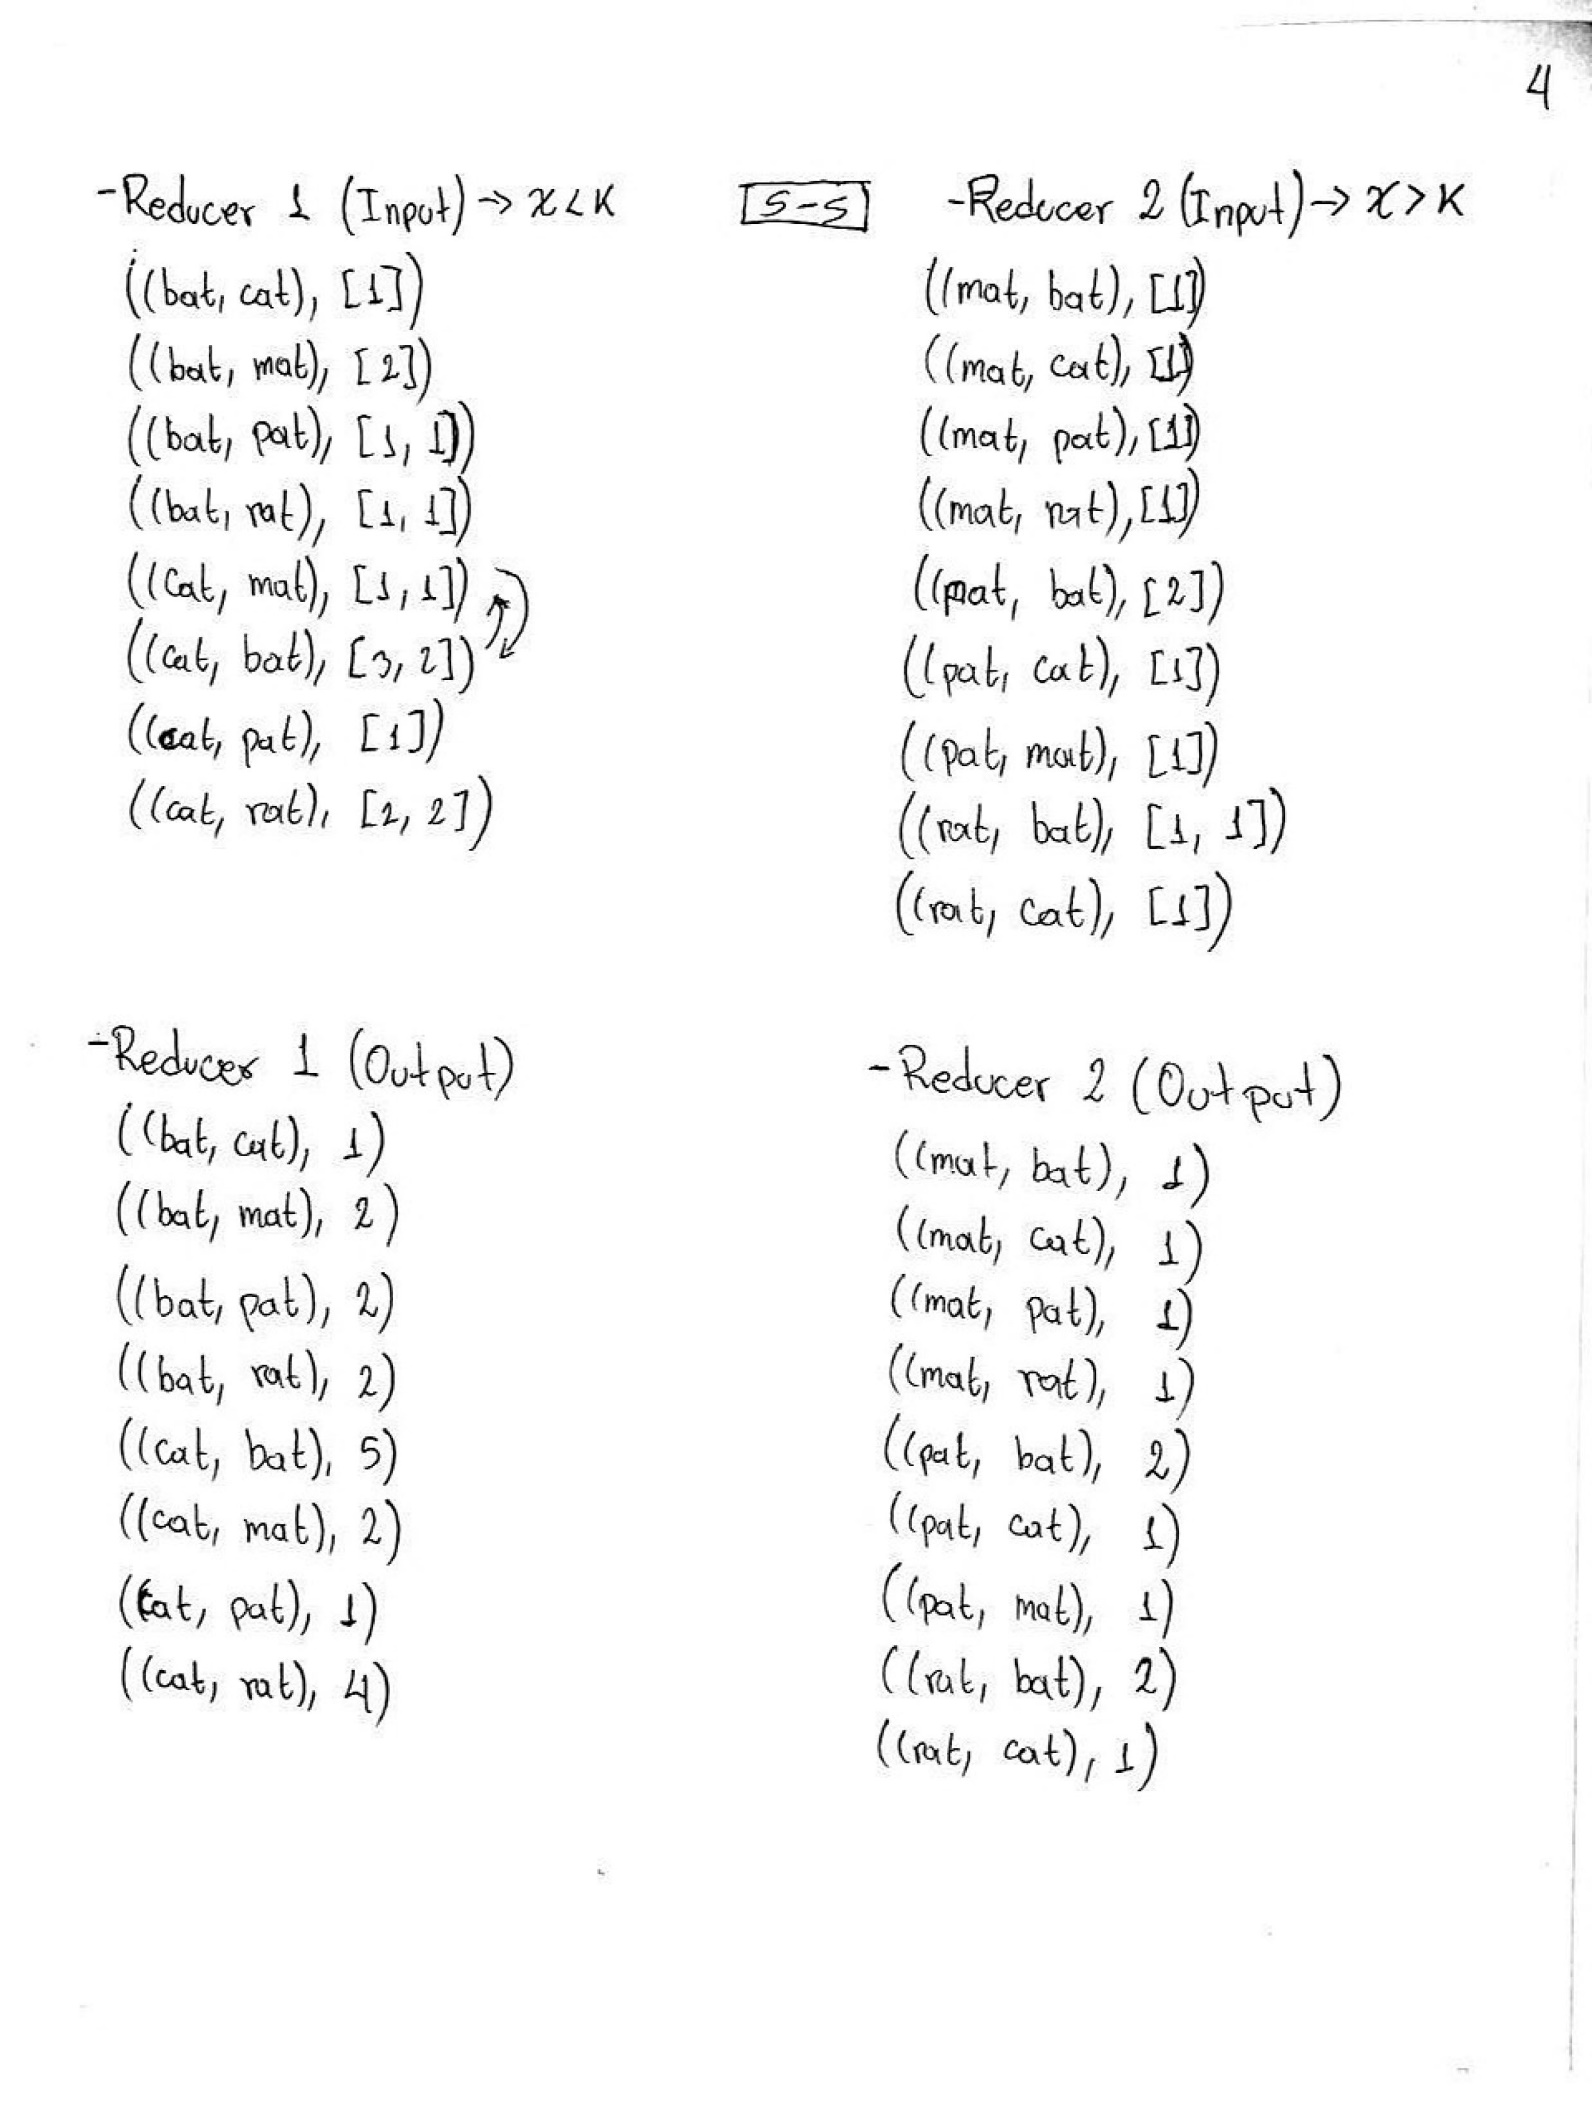 4
-Reducer 1 (Input) → x<K
((bat, cat), [1])
((bat, mat), [2])
((bat, pat), [1, 1])
((bat, rat), [1, 1])
((cat, mat), [1, 1])
((cat, bat), [3, 2])
((cat, pat), [1])
((cat, rat), [2, 2])
S-S
-Reducer 2 (Input) → x>K
((mat, bat), [1])
((mat, cat), [1])
((mat, pat), [1])
((mat, rat), [1])
((pat, bat), [2])
((pat, cat), [1])
((pat, mat), [1])
((rat, bat), [1, 1])
((rat, cat), [1])
-Reducer 1 (Output)
((bat, cat), 1)
((bat, mat), 2)
((bat, pat), 2)
((bat, rat), 2)
((cat, bat), 5)
((cat, mat), 2)
((cat, pat), 1)
((cat, rat), 4)
-Reducer 2 (Output)
((mat, bat), 1)
((mat, cat), 1)
((mat, pat), 1)
((mat, rat), 1)
((pat, bat), 2)
((pat, cat), 1)
((pat, mat), 1)
((rat, bat), 2)
((rat, cat), 1)